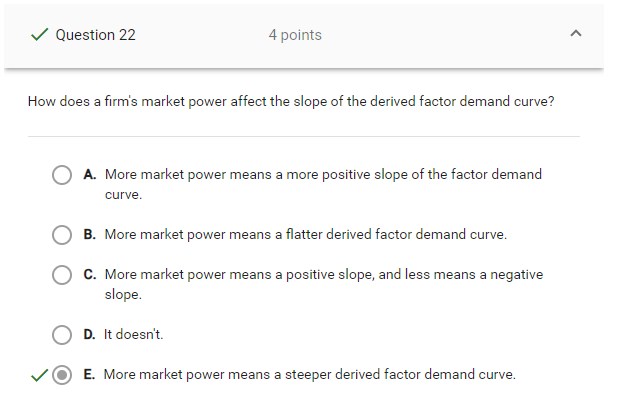 Question 22 4 points
How does a firm's market power affect the slope of the derived factor demand curve?
A. More market power means a more positive slope of the factor demand
curve.
B. More market power means a flatter derived factor demand curve.
C. More market power means a positive slope, and less means a negative
slope.
D. It doesn't.
E. More market power means a steeper derived factor demand curve.